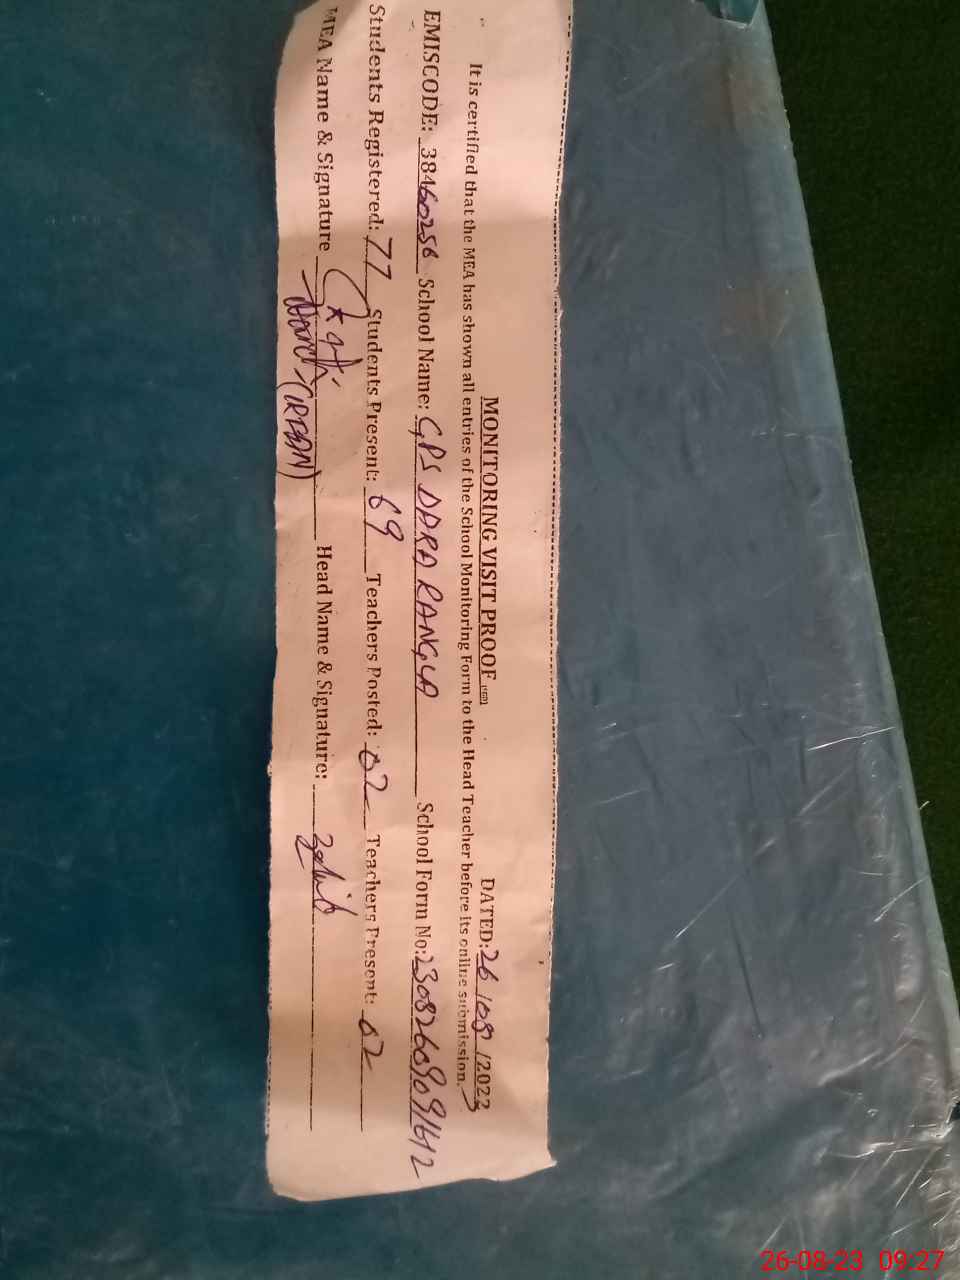 MONITORING VISIT PROOF DATED: 26/08/2023
It is certified that the MEA has shown all entries of the School Monitoring Form to the Head Teacher before its online submission.
EMISCODE: 38460256 School Name: GPS DARA RANGLA School Form No: 23082609091612
Students Registered: 77 Students Present: 69 Teachers Posted: 02 Teachers Present: 02
MEA Name & Signature Head Name & Signature: Zahid
26-08-23 09:27